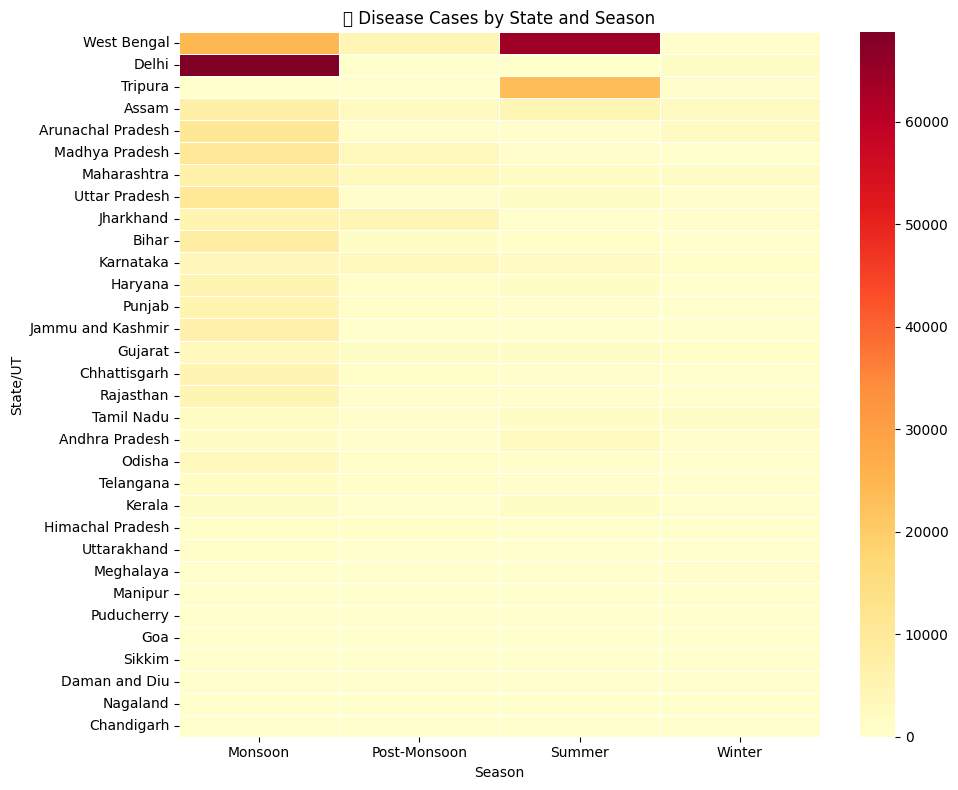 Disease Cases by State and Season
State/UT
West Bengal
Delhi
Tripura
Assam
Arunachal Pradesh
Madhya Pradesh
Maharashtra
Uttar Pradesh
Jharkhand
Bihar
Karnataka
Haryana
Punjab
Jammu and Kashmir
Gujarat
Chhattisgarh
Rajasthan
Tamil Nadu
Andhra Pradesh
Odisha
Telangana
Kerala
Himachal Pradesh
Uttarakhand
Meghalaya
Manipur
Puducherry
Goa
Sikkim
Daman and Diu
Nagaland
Chandigarh
Monsoon Post-Monsoon Summer Winter
Season
60000
50000
40000
30000
20000
10000
0